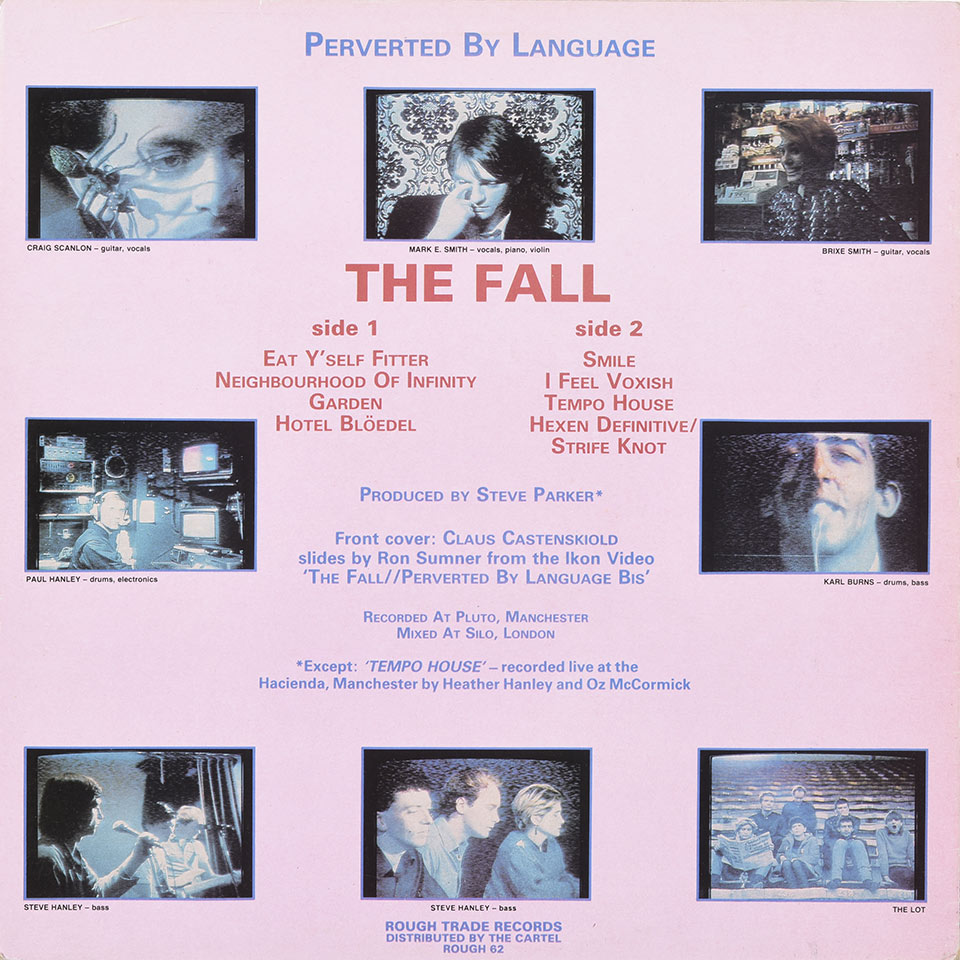 PERVERTED BY LANGUAGE
CRAIG SCANLON – guitar, vocals
MARK E. SMITH – vocals, piano, violin
BRIXE SMITH – guitar, vocals
THE FALL
side 1
EAT Y'SELF FITTER
NEIGHBOURHOOD OF INFINITY
GARDEN
HOTEL BLÖEDEL
side 2
SMILE
I FEEL VOXISH
TEMPO HOUSE
HEXEN DEFINITIVE/
STRIFE KNOT
PRODUCED BY STEVE PARKER*
Front cover: CLAUS CASTENSKIOLD
slides by Ron Sumner from the Ikon Video
'THE FALL//PERVERTED BY LANGUAGE BIS'
PAUL HANLEY – drums, electronics
KARL BURNS – drums, bass
RECORDED AT PLUTO, MANCHESTER
MIXED AT SILO, LONDON
*Except: 'TEMPO HOUSE' – recorded live at the
Hacienda, Manchester by Heather Hanley and Oz McCormick
STEVE HANLEY – bass
STEVE HANLEY – bass
THE LOT
ROUGH TRADE RECORDS
DISTRIBUTED BY THE CARTEL
ROUGH 62